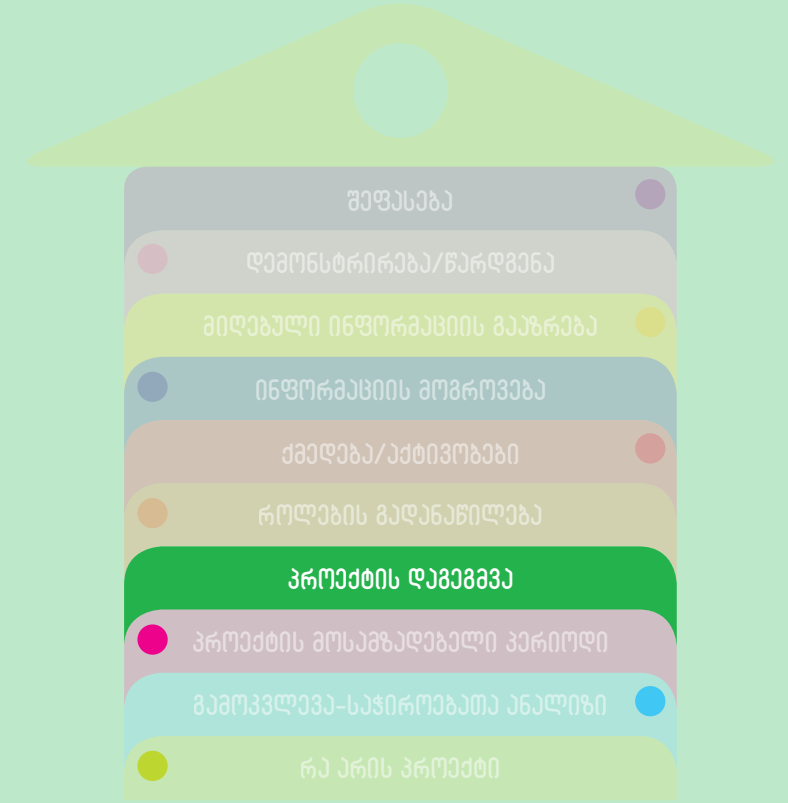 შეფასება
დემონსტრირება/წარდგენა
მიღებული ინფორმაციის გააზრება
ინფორმაციის მოგროვება
ქმედება/აქტივობები
როლების გადანაწილება
პროექტის დაგეგმვა
პროექტის მოსამზადებელი პერიოდი
გამოკვლევა-საჭიროებათა ანალიზი
რა არის პროექტი